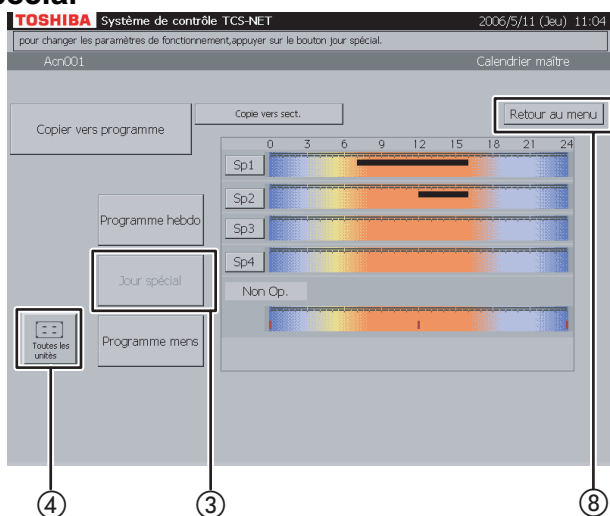 écial
TOSHIBA Système de contrôle TCS-NET 2006/5/11 (Jeu) 11:04
pour changer les paramètres de fonctionnement,appuyer sur le bouton jour spécial.
Acn001 Calendrier maître
Copier vers programme
Copie vers sect.
Retour au menu
0 3 6 9 12 15 18 21 24
Sp1
Sp2
Programme hebdo
Sp3
Sp4
Jour spécial
Non Op.
Toutes les
unités
Programme mens
④ ③ ⑧